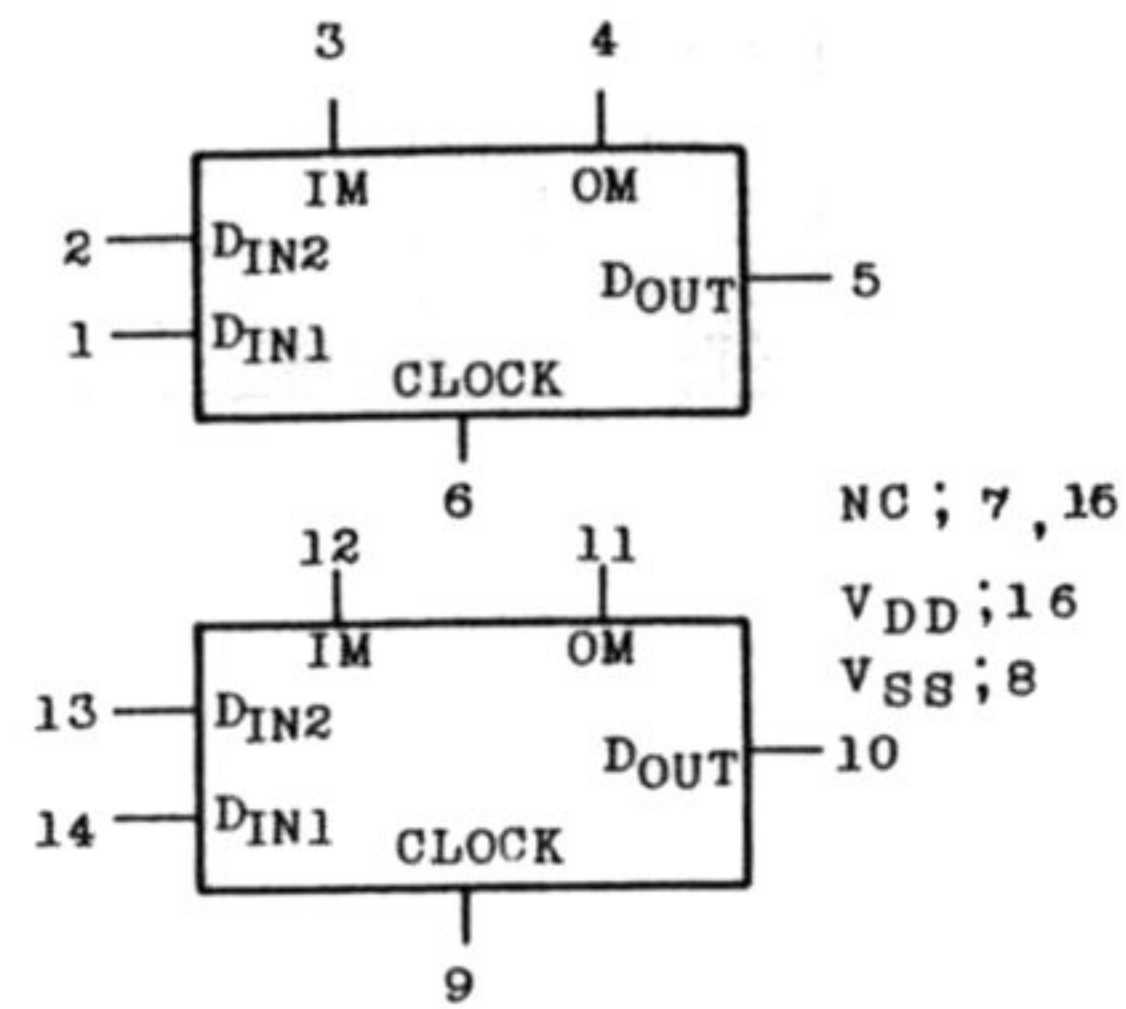 3 4
IM OM
2 DIN2
DOUT 5
1 DIN1
CLOCK
6
NC; 7,15
12 11
VDD;16
IM OM
VSS;8
13 DIN2
DOUT 10
14 DIN1
CLOCK
9